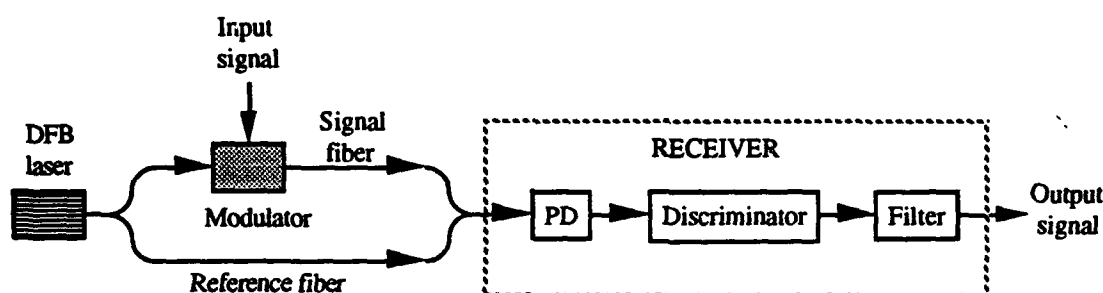 Input
signal
DFB
laser
Signal
fiber
Modulator
Reference fiber
RECEIVER
PD
Discriminator
Filter
Output
signal